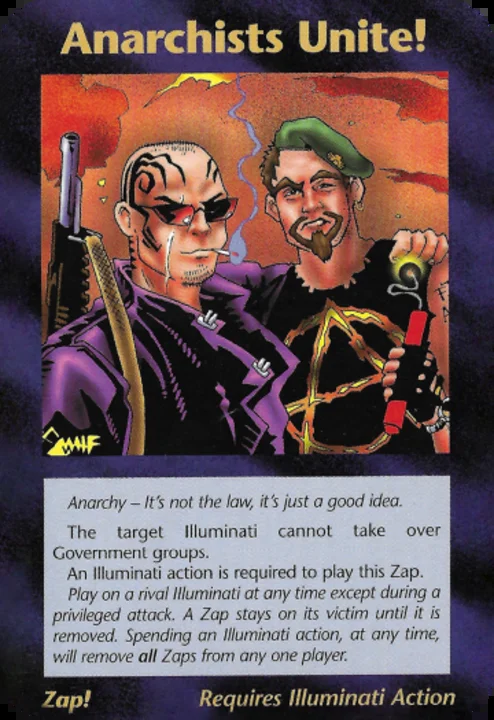 Anarchists Unite!
Anarchy – It's not the law, it's just a good idea.
The target Illuminati cannot take over
Government groups.
An Illuminati action is required to play this Zap.
Play on a rival Illuminati at any time except during a
privileged attack. A Zap stays on its victim until it is
removed. Spending an Illuminati action, at any time,
will remove all Zaps from any one player.
Zap!
Requires Illuminati Action